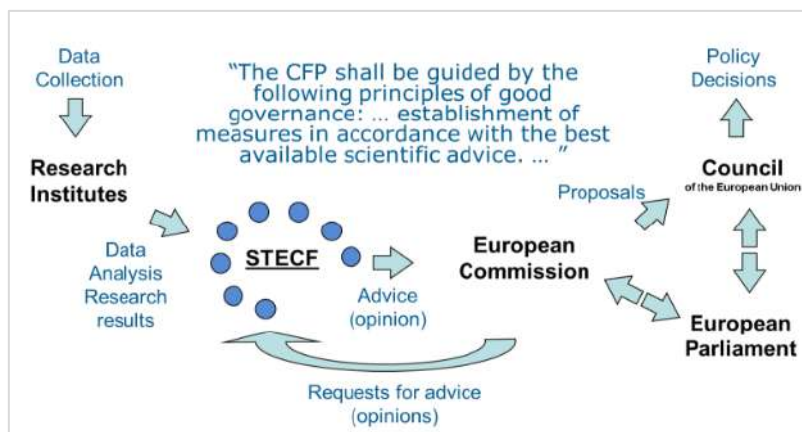 Data
Collection
Research
Institutes
Data
Analysis
Research
results
“The CFP shall be guided by the
following principles of good
governance: ... establishment of
measures in accordance with the best
available scientific advice. ... ”
STECF
Advice
(opinion)
Requests for advice
(opinions)
European
Commission
Proposals
Policy
Decisions
Council
of the European Union
European
Parliament